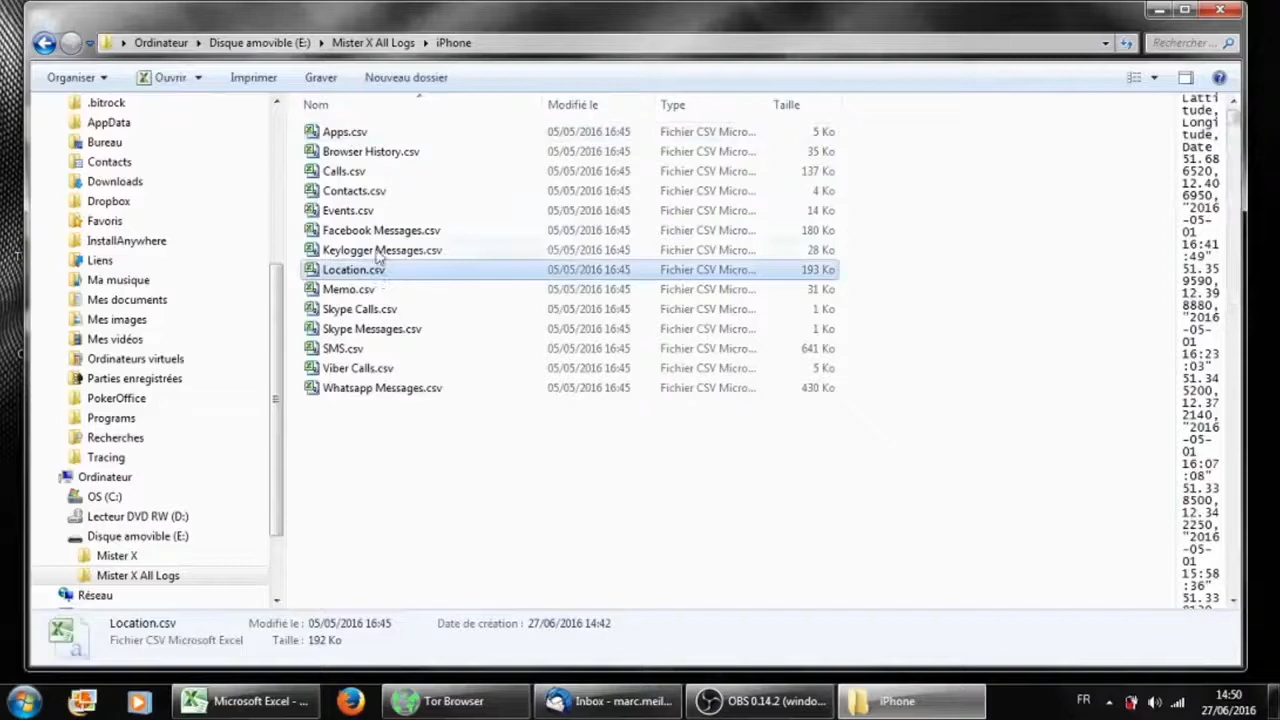 Ordinateur Disque amovible (E:) Mister X All Logs iPhone
Rechercher ...
Organiser Ouvrir Imprimer Graver Nouveau dossier
.bitrock
AppData
Bureau
Contacts
Downloads
Dropbox
Favoris
InstallAnywhere
Liens
Ma musique
Mes documents
Mes images
Mes vidéos
Ordinateurs virtuels
Parties enregistrées
PokerOffice
Programs
Recherches
Tracing
Ordinateur
OS (C:)
Lecteur DVD RW (D:)
Disque amovible (E:)
Mister X
Mister X All Logs
Réseau
Nom Modifié le Type Taille
Apps.csv 05/05/2016 16:45 Fichier CSV Micro... 5 Ko
Browser History.csv 05/05/2016 16:45 Fichier CSV Micro... 35 Ko
Calls.csv 05/05/2016 16:45 Fichier CSV Micro... 137 Ko
Contacts.csv 05/05/2016 16:45 Fichier CSV Micro... 4 Ko
Events.csv 05/05/2016 16:45 Fichier CSV Micro... 14 Ko
Facebook Messages.csv 05/05/2016 16:45 Fichier CSV Micro... 180 Ko
Keylogger Messages.csv 05/05/2016 16:45 Fichier CSV Micro... 28 Ko
Location.csv 05/05/2016 16:45 Fichier CSV Micro... 193 Ko
Memo.csv 05/05/2016 16:45 Fichier CSV Micro... 31 Ko
Skype Calls.csv 05/05/2016 16:45 Fichier CSV Micro... 1 Ko
Skype Messages.csv 05/05/2016 16:45 Fichier CSV Micro... 1 Ko
SMS.csv 05/05/2016 16:45 Fichier CSV Micro... 641 Ko
Viber Calls.csv 05/05/2016 16:45 Fichier CSV Micro... 5 Ko
Whatsapp Messages.csv 05/05/2016 16:45 Fichier CSV Micro... 430 Ko
Latti
tude,
Longi
tude,
Date
51.68
6520,
12.40
6950,
"2016
-05-
01
16:41
:49"
51.35
9590,
12.39
8880,
"2016
-05-
01
16:23
:03"
51.34
5200,
12.37
2140,
"2016
-05-
01
16:07
:08"
51.33
8500,
12.34
2250,
"2016
-05-
01
15:58
:36"
51.33
Location.csv Modifié le : 05/05/2016 16:45 Date de création : 27/06/2016 14:42
Fichier CSV Microsoft Excel Taille : 192 Ko
Microsoft Excel - ... Tor Browser Inbox - marc.meil... OBS 0.14.2 (windo... iPhone FR 14:50
27/06/2016